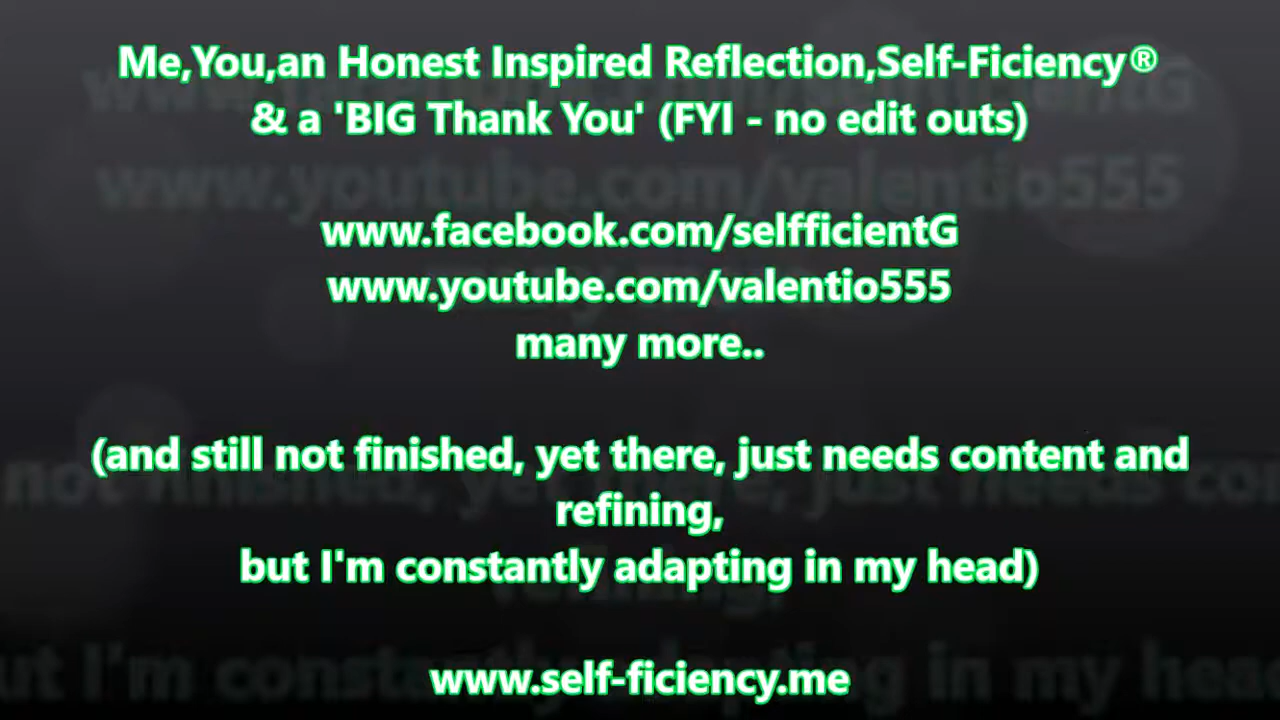 Me,You,an Honest Inspired Reflection,Self-Ficiency®
& a 'BIG Thank You' (FYI - no edit outs)
www.facebook.com/selfficientG
www.youtube.com/valentio555
many more..
(and still not finished, yet there, just needs content and
refining,
but I'm constantly adapting in my head)
www.self-ficiency.me